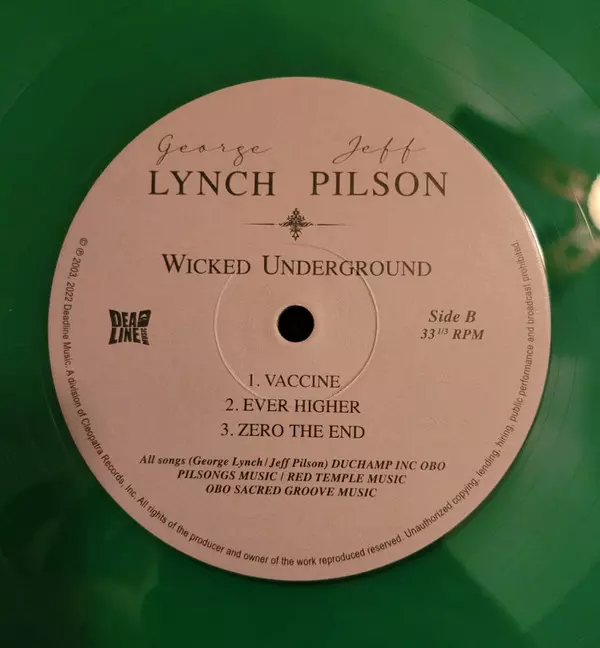 George Jeff
LYNCH PILSON
WICKED UNDERGROUND
DEAD
LINE
MUSIC
Side B
33 1/3 RPM
1. VACCINE
2. EVER HIGHER
3. ZERO THE END
All songs (George Lynch / Jeff Pilson) DUCHAMP INC OBO
PILSONGS MUSIC / RED TEMPLE MUSIC
OBO SACRED GROOVE MUSIC
© ℗ 2003, 2022 Deadline Music. A division of Cleopatra Records, Inc. All rights of the producer and owner of the work reproduced reserved. Unauthorized copying, lending, hiring, public performance and broadcast prohibited.